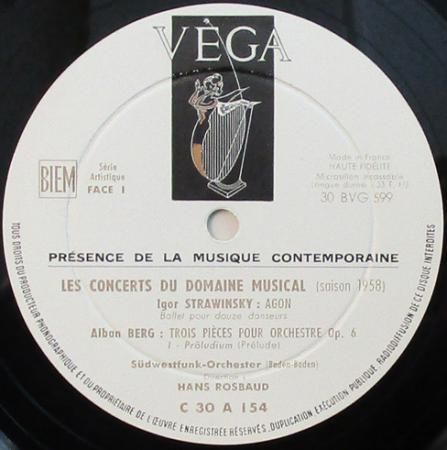 VÈGA
BIEM
Série
Artistique
FACE 1
Made in France
HAUTE FIDÉLITÉ
Microsillon incassable
(longue durée : 33 T. 1/3)
30 BVG 599
PRÉSENCE DE LA MUSIQUE CONTEMPORAINE
LES CONCERTS DU DOMAINE MUSICAL (saison 1958)
Igor STRAWINSKY : AGON
Ballet pour douze danseurs
Alban BERG : TROIS PIÈCES POUR ORCHESTRE Op. 6
1 - Präludium (Prélude)
Südwestfunk-Orchester (Baden-Baden)
Direction :
HANS ROSBAUD
C 30 A 154
TOUS DROITS DU PRODUCTEUR PHONOGRAPHIQUE ET DU PROPRIÉTAIRE DE L'ŒUVRE ENREGISTRÉE RÉSERVÉS. DUPLICATION EXÉCUTION PUBLIQUE, RADIODIFFUSION DE CE DISQUE INTERDITES